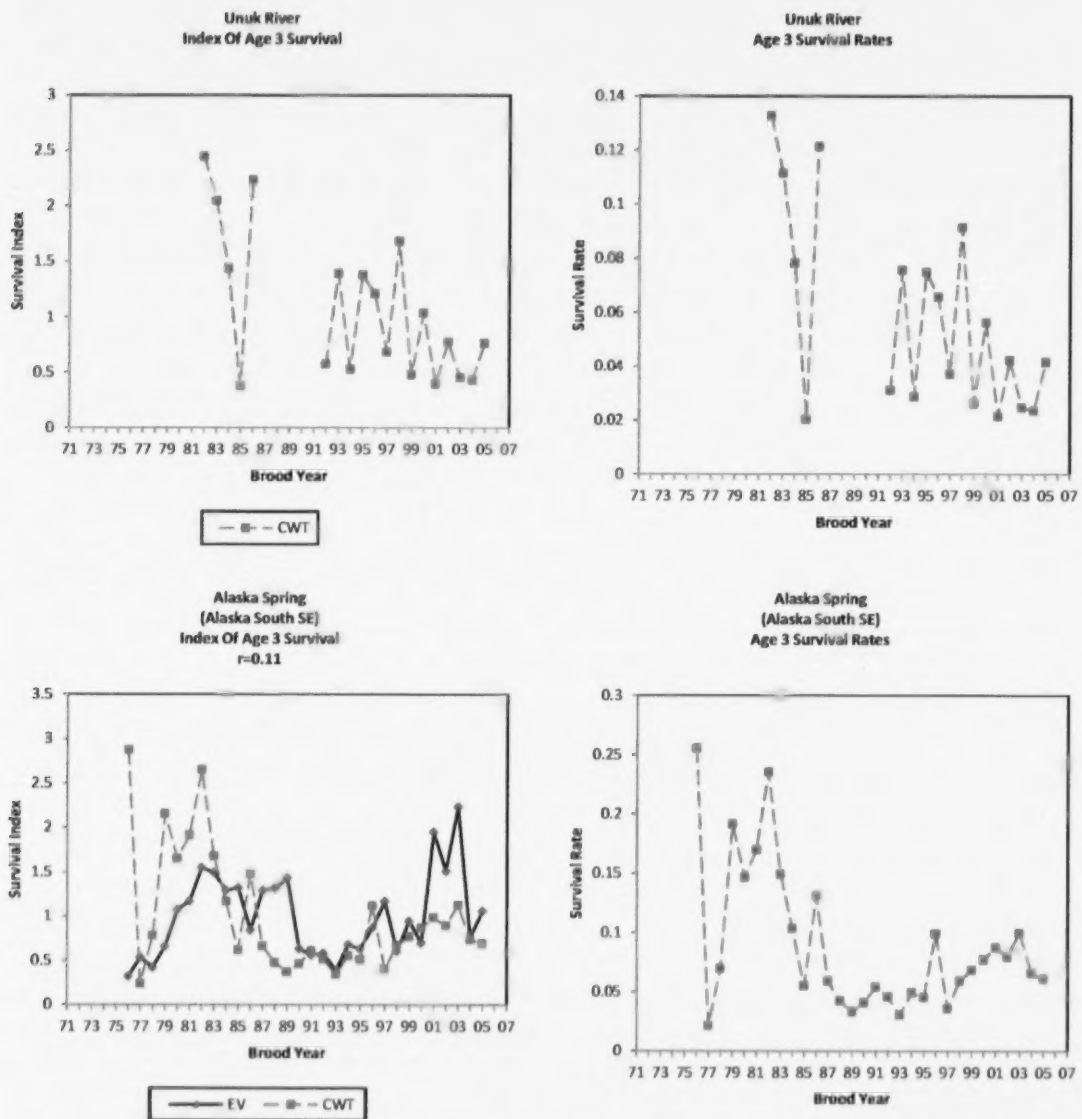 Unuk River
Index Of Age 3 Survival
3
2.5
2
1.5
1
0.5
0
Survival Index
71 73 75 77 79 81 83 85 87 89 91 93 95 97 99 01 03 05 07
Brood Year
CWT
Unuk River
Age 3 Survival Rates
0.14
0.12
0.1
0.08
0.06
0.04
0.02
0
Survival Rate
71 73 75 77 79 81 83 85 87 89 91 93 95 97 99 01 03 05 07
Brood Year
Alaska Spring
(Alaska South SE)
Index Of Age 3 Survival
r=0.11
3.5
3
2.5
2
1.5
1
0.5
0
Survival Index
71 73 75 77 79 81 83 85 87 89 91 93 95 97 99 01 03 05 07
Brood Year
EV CWT
Alaska Spring
(Alaska South SE)
Age 3 Survival Rates
0.3
0.25
0.2
0.15
0.1
0.05
0
Survival Rate
71 73 75 77 79 81 83 85 87 89 91 93 95 97 99 01 03 05 07
Brood Year